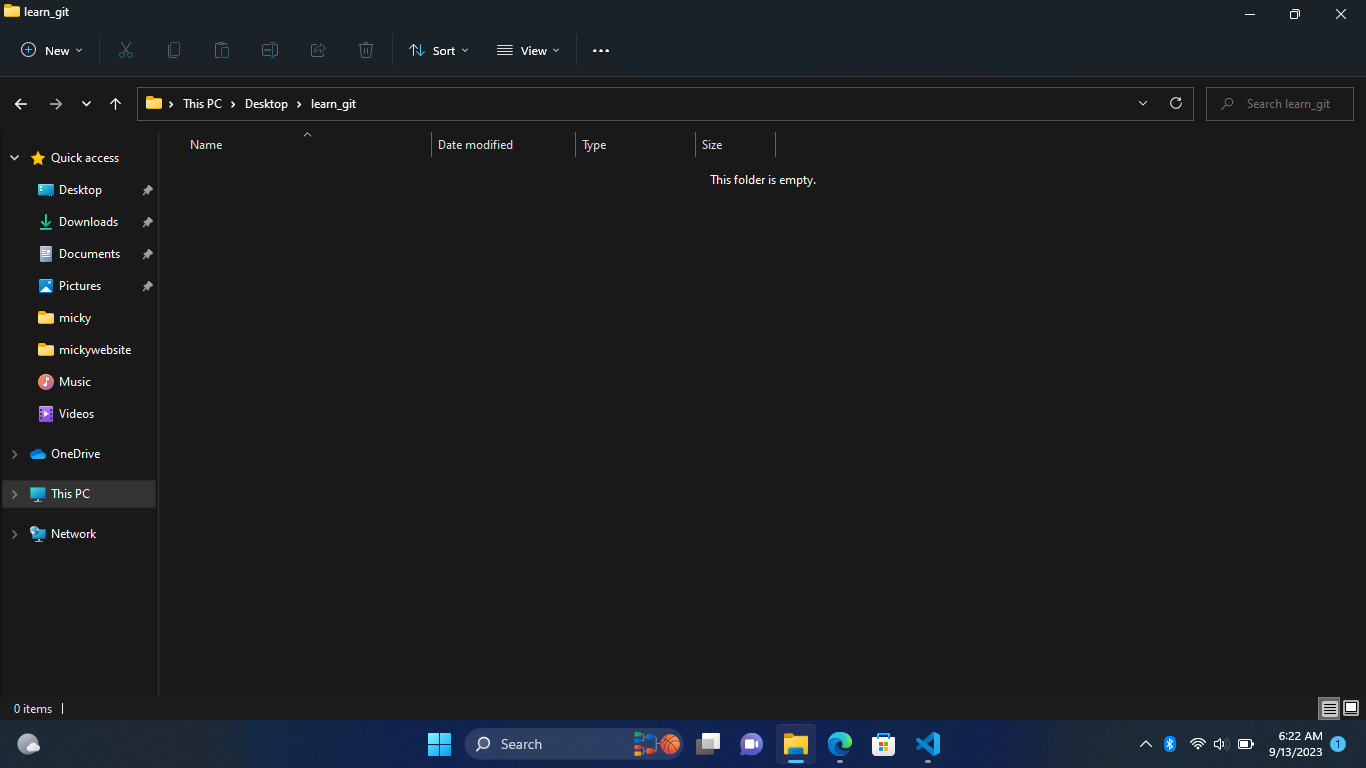 learn_git
New
Sort
View
This PC
Desktop
learn_git
Search learn_git
Name
Date modified
Type
Size
This folder is empty.
Quick access
Desktop
Downloads
Documents
Pictures
micky
mickywebsite
Music
Videos
OneDrive
This PC
Network
0 items
Search
6:22 AM
9/13/2023
1